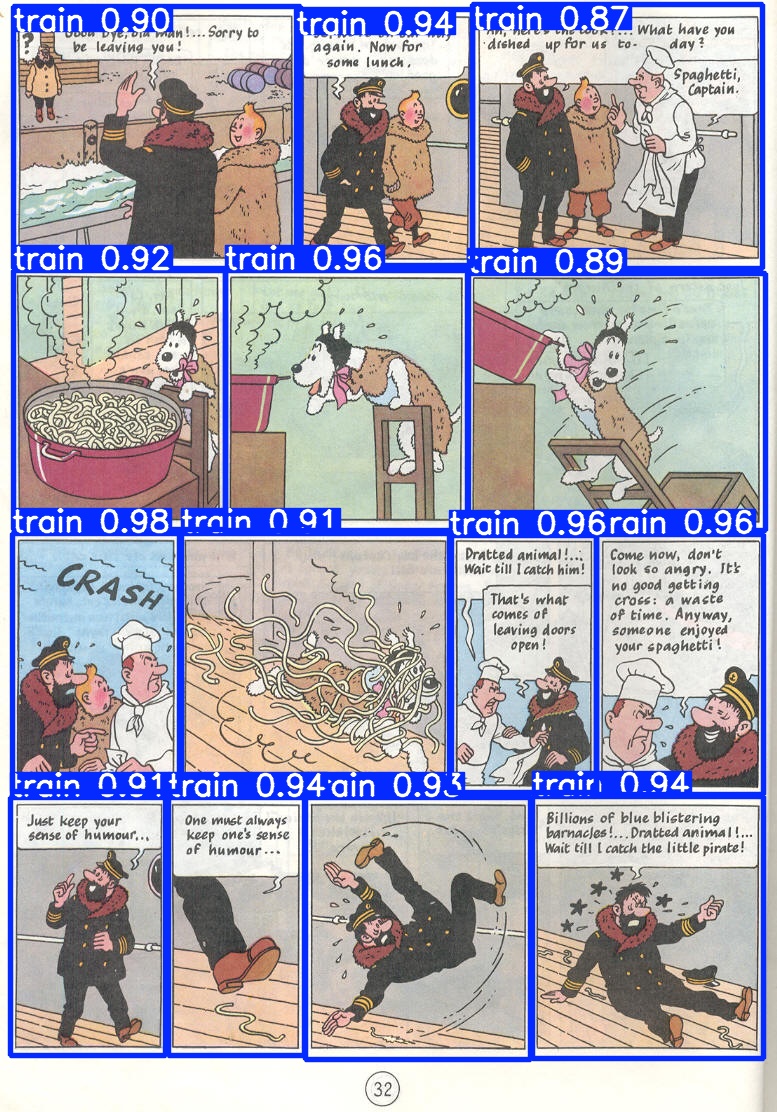 train 0.90
train 0.94
train 0.87
?
Good bye, old man!...Sorry to
be leaving you!
again. Now for
some lunch.
Ah, here's the cook!... What have you
dished up for us to- day?
Spaghetti,
Captain.
train 0.92
train 0.96
train 0.89
train 0.98
train 0.91
train 0.96
rain 0.96
CRASH
Dratted animal!...
Wait till I catch him!
That's what
comes of
leaving doors
open!
Come now, don't
look so angry. It's
no good getting
cross: a waste
of time. Anyway,
someone enjoyed
your spaghetti!
train 0.91
train 0.94
ain 0.93
train 0.94
Just keep your
sense of humour...
One must always
keep one's sense
of humour...
Billions of blue blistering
barnacles!...Dratted animal!...
Wait till I catch the little pirate!
32